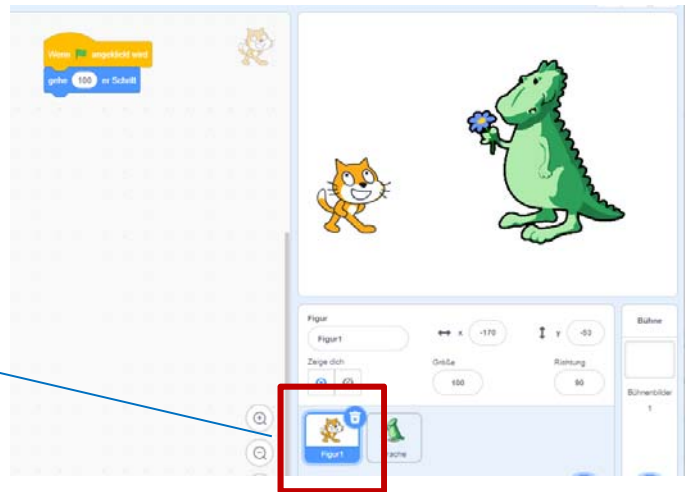 Wenn angeklickt wird
gehe 100 er Schritt
Figur
Figur1
x -170
y -53
Zeige dich
Größe
100
Richtung
90
Figur1
rache
Bühne
Bühnenbilder
1